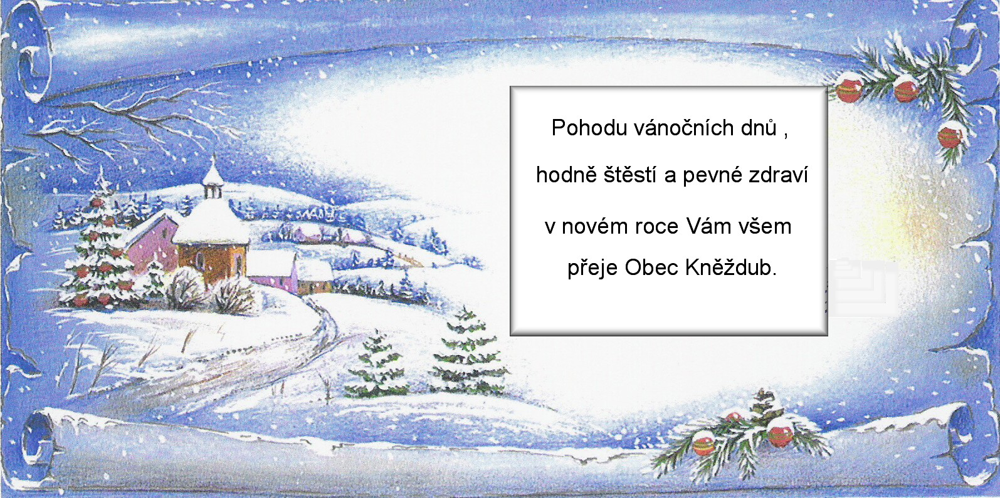 Pohodu vánočních dnů ,
hodně štěstí a pevné zdraví
v novém roce Vám všem
přeje Obec Kněždub.